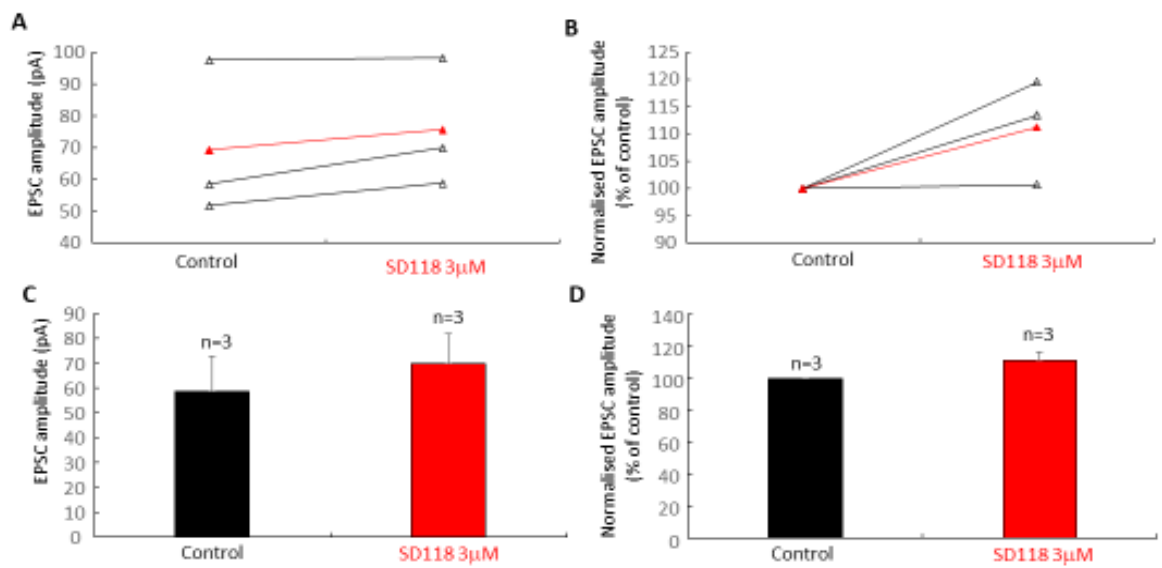 A
EPSC amplitude (pA)
100
90
80
70
60
50
40
Control
SD118 3μM
B
Normalised EPSC amplitude
(% of control)
125
120
115
110
105
100
95
90
Control
SD118 3μM
C
EPSC amplitude (pA)
90
80
70
60
50
40
30
20
10
0
n=3
n=3
Control
SD118 3μM
D
Normalised EPSC amplitude
(% of control)
140
120
100
80
60
40
20
0
n=3
n=3
Control
SD118 3μM